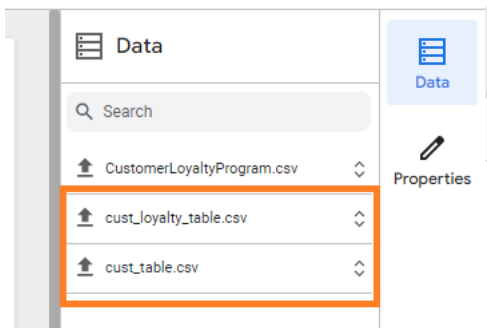 Data
Search
CustomerLoyaltyProgram.csv
cust_loyalty_table.csv
cust_table.csv
Data
Properties